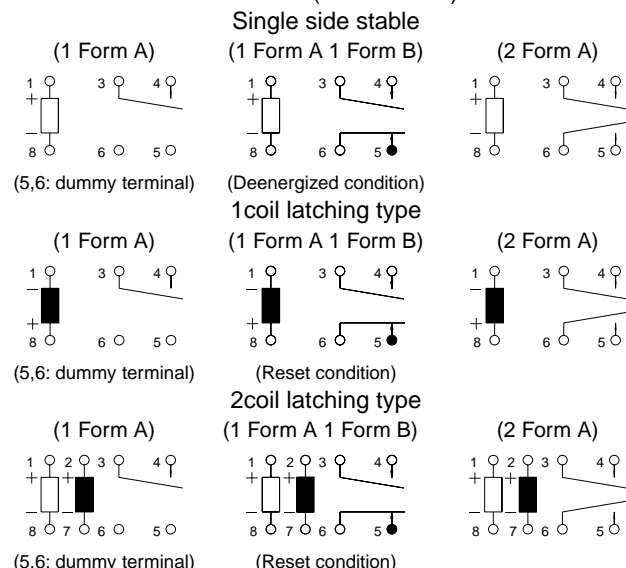 Single side stable
(1 Form A) (1 Form A 1 Form B) (2 Form A)
1 3 4 1 3 4 1 3 4
+ + +
− − −
8 6 5 8 6 5 8 6 5
(5,6: dummy terminal) (Deenergized condition)
1coil latching type
(1 Form A) (1 Form A 1 Form B) (2 Form A)
1 3 4 1 3 4 1 3 4
− − −
+ + +
8 6 5 8 6 5 8 6 5
(5,6: dummy terminal) (Reset condition)
2coil latching type
(1 Form A) (1 Form A 1 Form B) (2 Form A)
1 2 3 4 1 2 3 4 1 2 3 4
+ + + + + +
− − − − − −
8 7 6 5 8 7 6 5 8 7 6 5
(5,6: dummy terminal) (Reset condition)